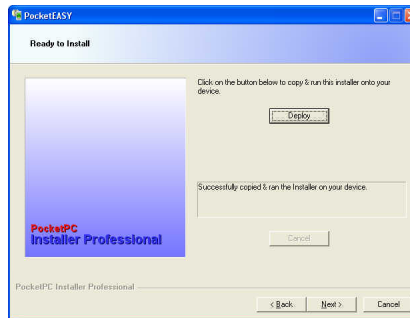 PocketEASY
Ready to Install
Click on the button below to copy & run this installer onto your
device.
Deploy
Successfully copied & ran the Installer on your device.
PocketPC
Installer Professional
Cancel
PocketPC Installer Professional
< Back
Next >
Cancel